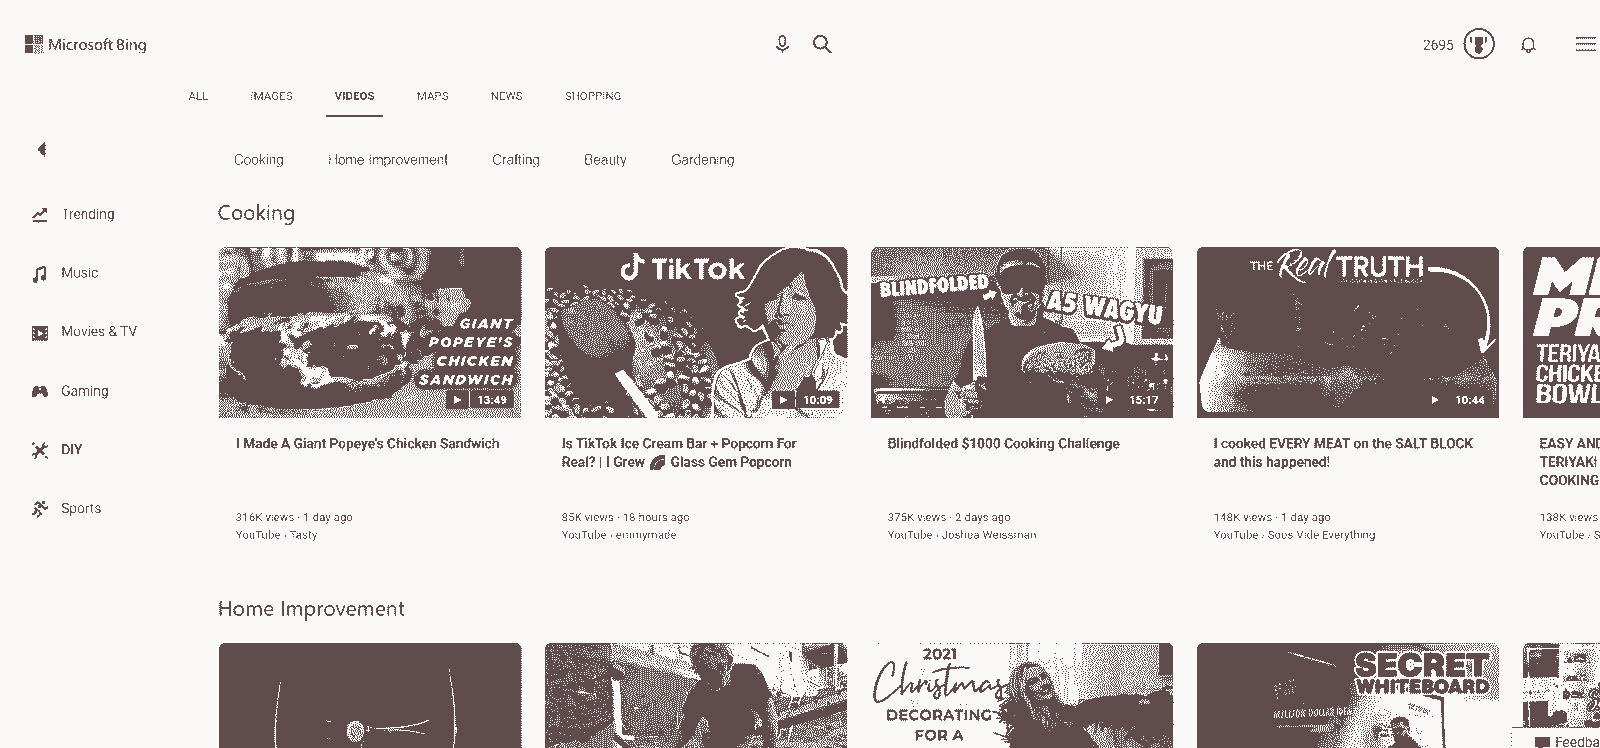 Microsoft Bing
2695
ALL IMAGES VIDEOS MAPS NEWS SHOPPING
Cooking Home Improvement Crafting Beauty Gardening
Trending
Music
Movies & TV
Gaming
DIY
Sports
Cooking
GIANT
POPEYE'S
CHICKEN
SANDWICH
13:49
I Made A Giant Popeye's Chicken Sandwich
316K views · 1 day ago
YouTube › Tasty
TikTok
10:09
Is TikTok Ice Cream Bar + Popcorn For
Real? | I Grew Glass Gem Popcorn
85K views · 18 hours ago
YouTube › emmymade
BLINDFOLDED
A5 WAGYU
15:17
Blindfolded $1000 Cooking Challenge
375K views · 2 days ago
YouTube › Joshua Weissman
THE Real TRUTH
10:44
I cooked EVERY MEAT on the SALT BLOCK
and this happened!
148K views · 1 day ago
YouTube › Sous Vide Everything
TERIYA
CHICKE
BOWL
EASY AND
TERIYAKI
COOKING
138K views
YouTube › S
Home Improvement
2021
Christmas
DECORATING
FOR A
SECRET
WHITEBOARD
MILLION DOLLAR IDEA
Feedba